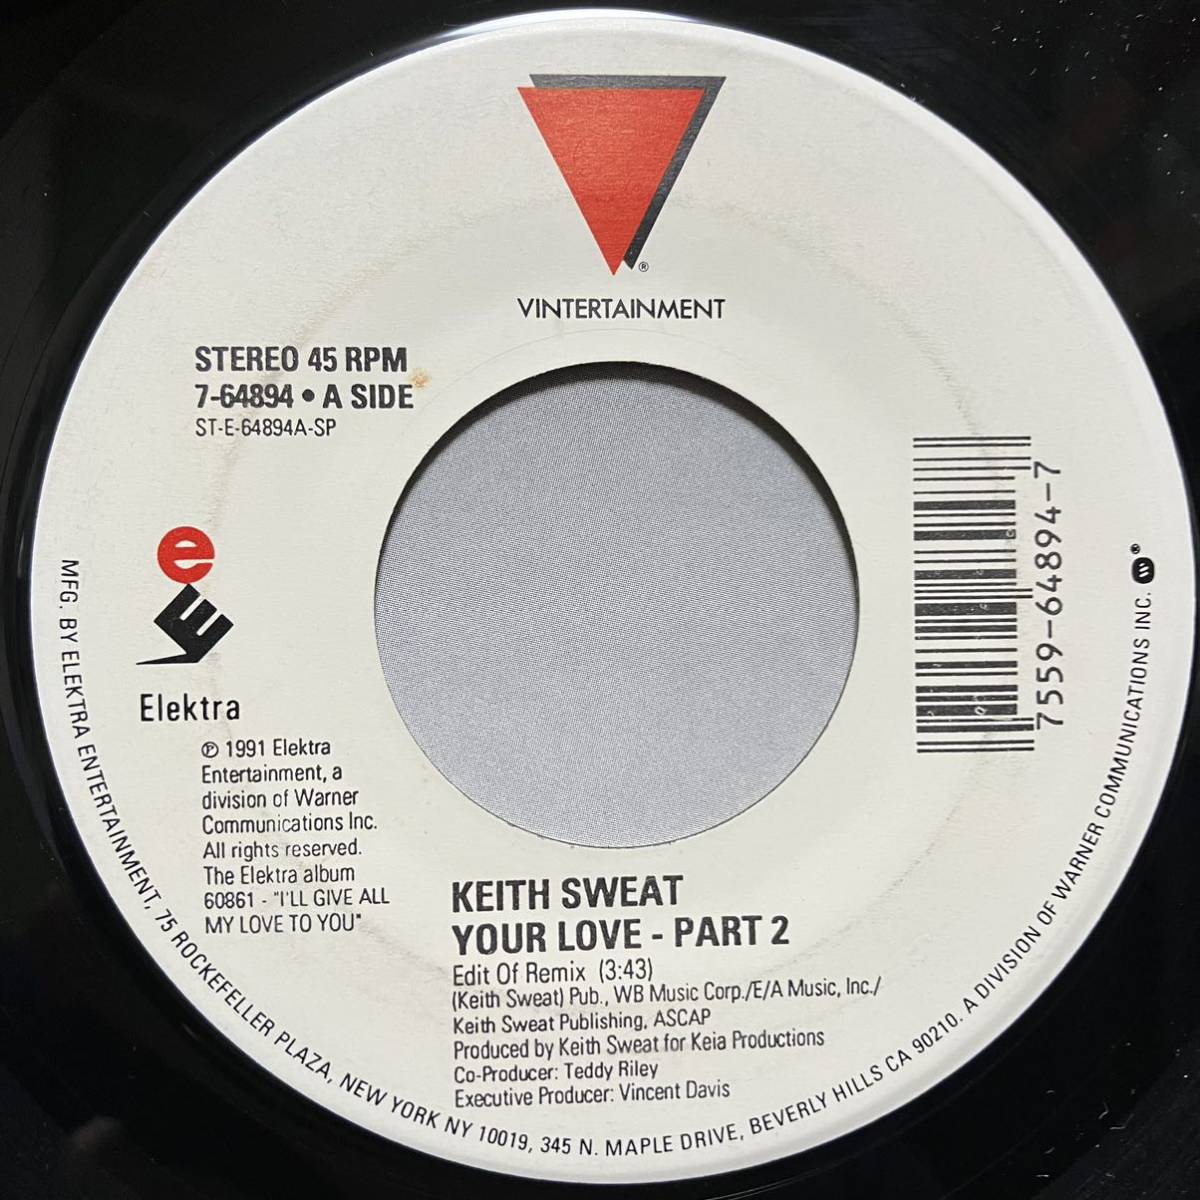 ®
VINTERTAINMENT
STEREO 45 RPM
7-64894 • A SIDE
ST-E-64894A-SP
e
E
Elektra
℗ 1991 Elektra
Entertainment, a
division of Warner
Communications Inc.
All rights reserved.
The Elektra album
60861 - "I'LL GIVE ALL
MY LOVE TO YOU"
7559-64894-7
KEITH SWEAT
YOUR LOVE - PART 2
Edit Of Remix (3:43)
(Keith Sweat) Pub., WB Music Corp./E/A Music, Inc./
Keith Sweat Publishing, ASCAP
Produced by Keith Sweat for Keia Productions
Co-Producer: Teddy Riley
Executive Producer: Vincent Davis
MFG. BY ELEKTRA ENTERTAINMENT, 75 ROCKEFELLER PLAZA, NEW YORK NY 10019, 345 N. MAPLE DRIVE, BEVERLY HILLS CA 90210. A DIVISION OF WARNER COMMUNICATIONS INC. ®